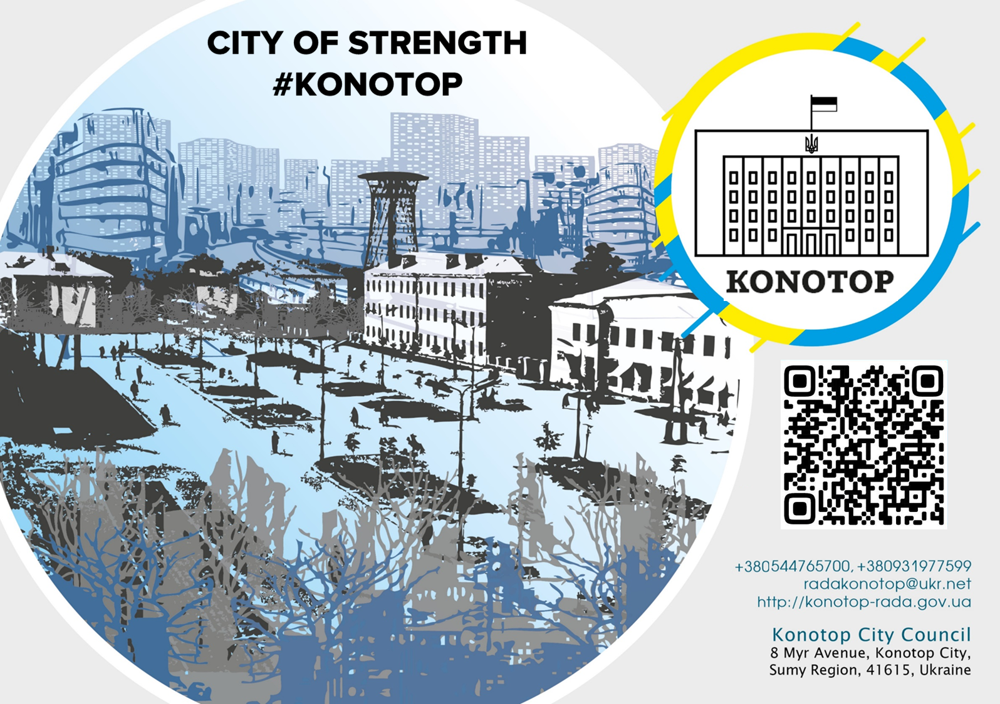 CITY OF STRENGTH
#KONOTOP
KONOTOP
+380544765700, +380931977599
radakonotop@ukr.net
http://konotop-rada.gov.ua
Konotop City Council
8 Myr Avenue, Konotop City,
Sumy Region, 41615, Ukraine